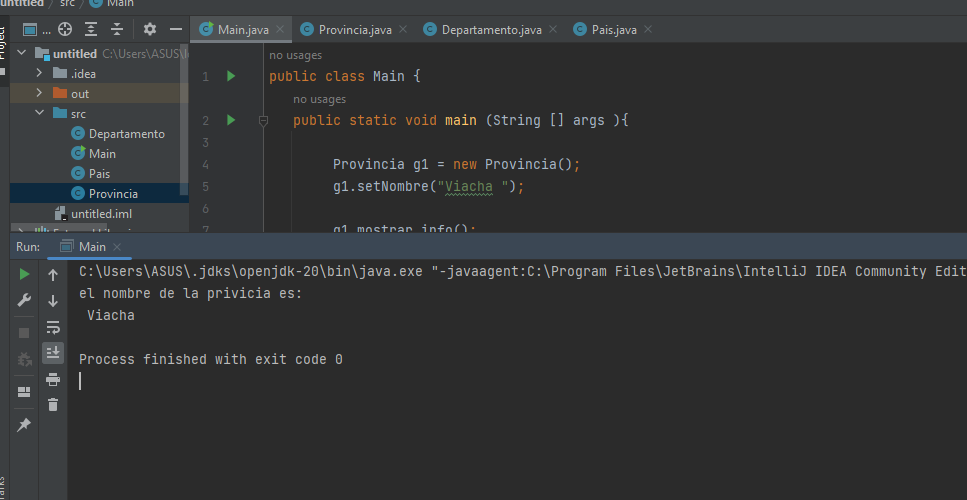 untitled / src / Main
Project
...
Main.java
Provincia.java
Departamento.java
Pais.java
untitled C:\Users\ASUS\
.idea
out
src
Departamento
Main
Pais
Provincia
untitled.iml
no usages
1 public class Main {
no usages
2 public static void main (String [] args ){
3
4 Provincia g1 = new Provincia();
5 g1.setNombre("Viacha ");
6
7 g1.mostrar_info();
Run: Main
C:\Users\ASUS\.jdks\openjdk-20\bin\java.exe "-javaagent:C:\Program Files\JetBrains\IntelliJ IDEA Community Edit
el nombre de la privicia es:
Viacha
Process finished with exit code 0